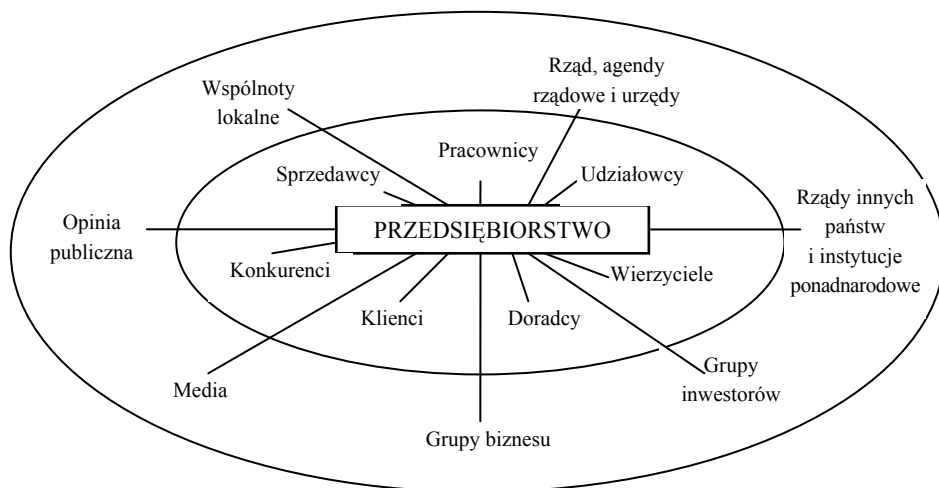 Wspólnoty
lokalne
Rząd, agendy
rządowe i urzędy
Pracownicy
Sprzedawcy
Udziałowcy
Opinia
publiczna
PRZEDSIĘBIORSTWO
Rządy innych
państw
i instytucje
ponadnarodowe
Konkurenci
Wierzyciele
Klienci
Doradcy
Media
Grupy
inwestorów
Grupy biznesu